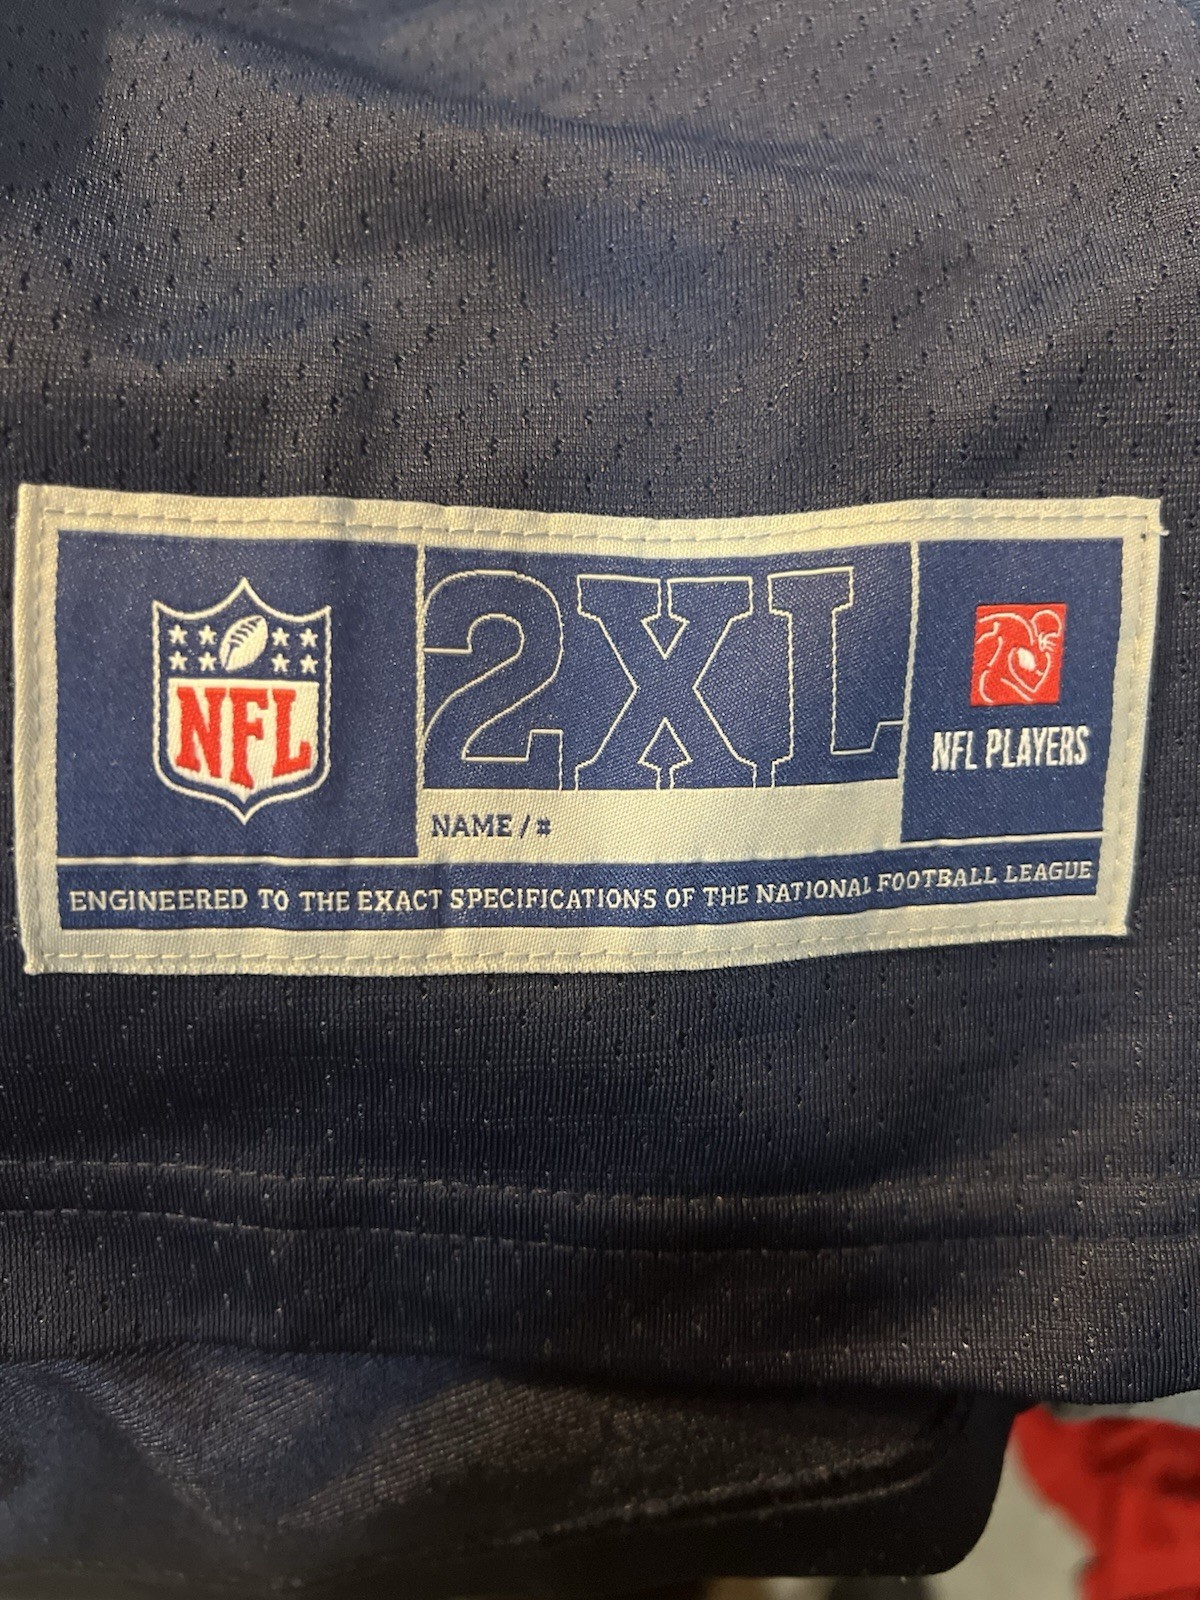 NFL
2XL
NFL PLAYERS
NAME / #
ENGINEERED TO THE EXACT SPECIFICATIONS OF THE NATIONAL FOOTBALL LEAGUE